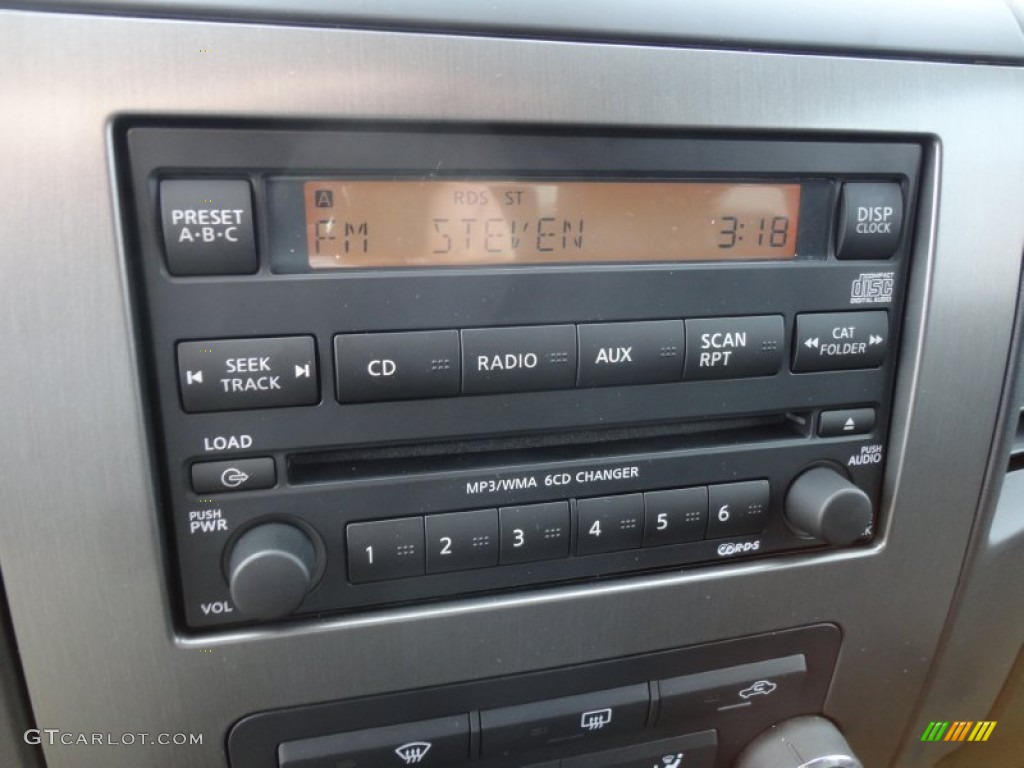 A RDS ST
FM STEVEN 3:18
PRESET
A·B·C
DISP
CLOCK
COMPACT
disc
DIGITAL AUDIO
SEEK
TRACK
CD
RADIO
AUX
SCAN
RPT
CAT
FOLDER
LOAD
MP3/WMA 6CD CHANGER
PUSH
AUDIO
PUSH
PWR
VOL
1 2 3 4 5 6
R·D·S
GTCARLOT.COM